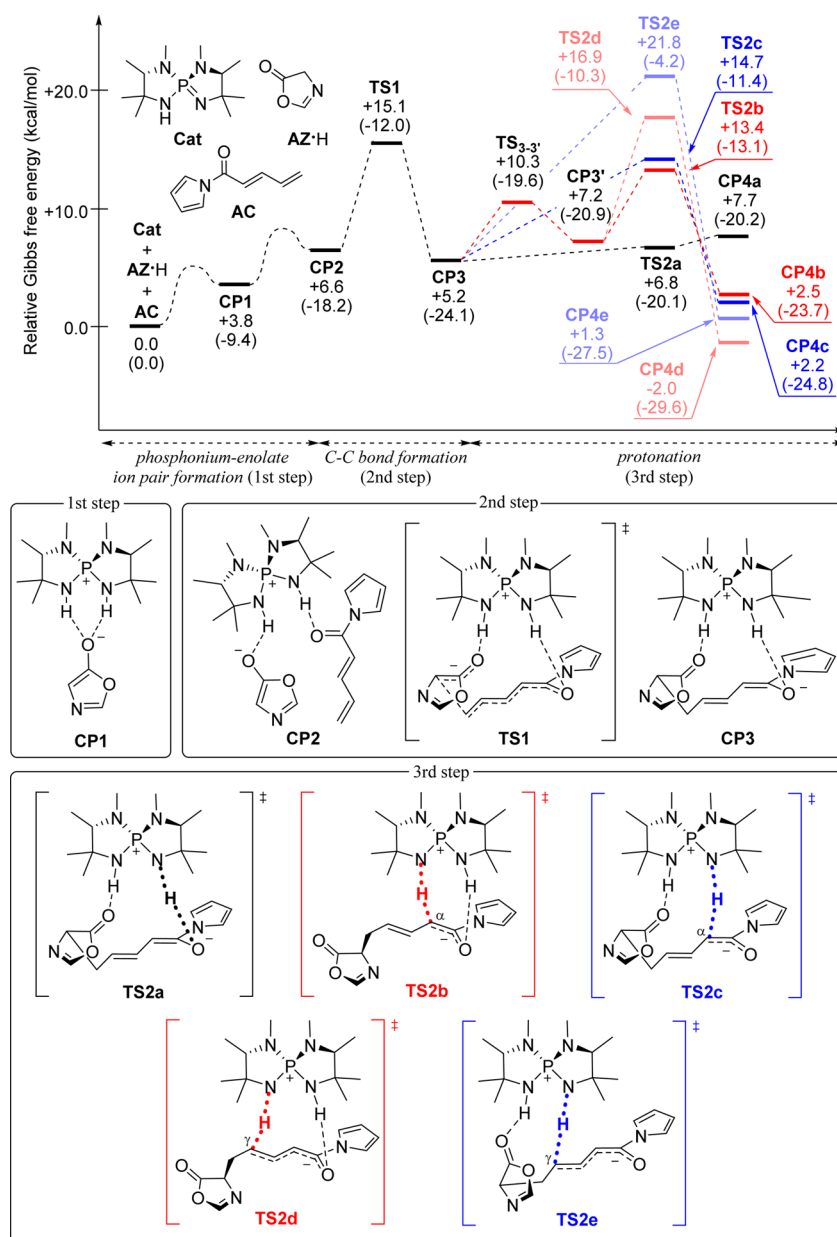 Relative Gibbs free energy (kcal/mol)
+20.0
+10.0
0.0
N
N
P
N
H
N
Cat
O
O
N
AZ·H
O
N
AC
Cat
+
AZ·H
+
AC
0.0
(0.0)
CP1
+3.8
(-9.4)
CP2
+6.6
(-18.2)
TS1
+15.1
(-12.0)
CP3
+5.2
(-24.1)
TS3-3'
+10.3
(-19.6)
CP3'
+7.2
(-20.9)
TS2d
+16.9
(-10.3)
TS2e
+21.8
(-4.2)
TS2c
+14.7
(-11.4)
TS2b
+13.4
(-13.1)
CP4a
+7.7
(-20.2)
TS2a
+6.8
(-20.1)
CP4e
+1.3
(-27.5)
CP4d
-2.0
(-29.6)
CP4b
+2.5
(-23.7)
CP4c
+2.2
(-24.8)
phosphonium-enolate
ion pair formation (1st step)
C-C bond formation
(2nd step)
protonation
(3rd step)
1st step
N
N
P
+
N
N
H
H
O
−
O
N
CP1
2nd step
N
N
P
+
N
N
H
H
N
O
−
O
O
N
CP2
‡
N
N
P
+
N
N
H
H
−
O
N
O
N
O
TS1
N
N
P
+
N
N
H
H
O
N
O
N
O
−
CP3
3rd step
‡
N
N
P
+
N
N
H
H
O
N
O
N
O
−
TS2a
‡
N
N
P
+
N
N
H
H
α
N
−
O
O
O
N
TS2b
‡
N
N
P
+
N
N
H
H
O
α
N
O
N
−
O
TS2c
‡
N
N
P
+
N
N
H
H
γ
N
−
O
O
O
N
TS2d
‡
N
N
P
+
N
N
H
H
O
N
γ
O
−
O
N
TS2e